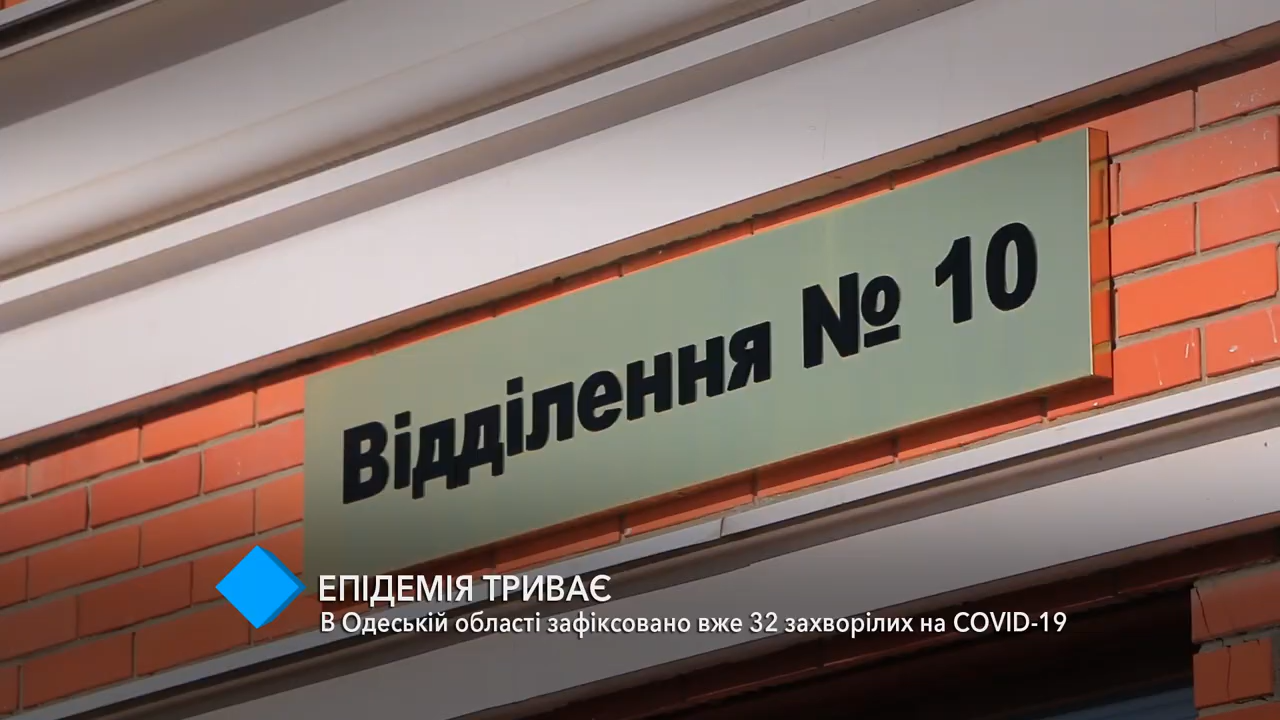 Відділення № 10
ЕПІДЕМІЯ ТРИВАЄ
В Одеській області зафіксовано вже 32 захворілих на COVID-19